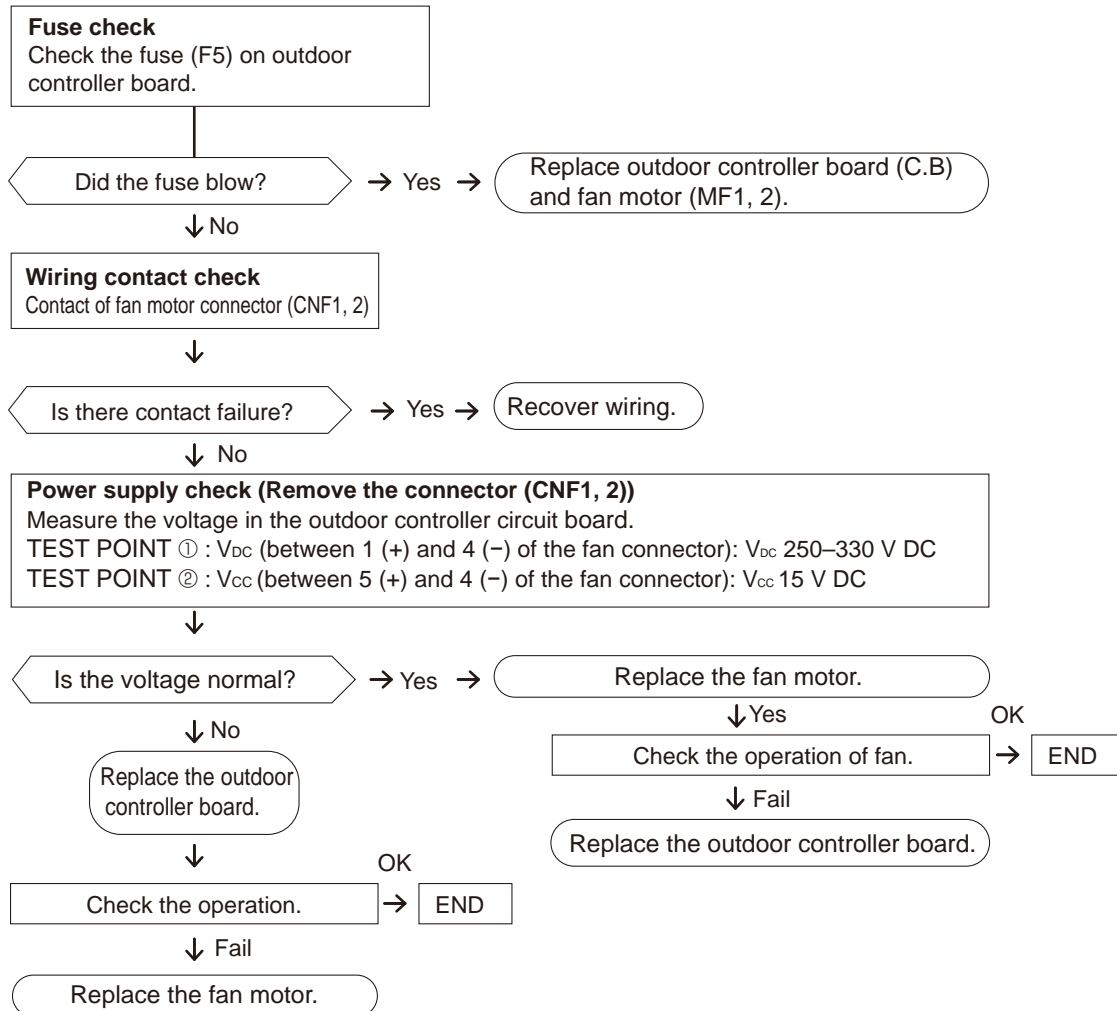 Fuse check
Check the fuse (F5) on outdoor
controller board.
Did the fuse blow?
→ Yes →
Replace outdoor controller board (C.B)
and fan motor (MF1, 2).
↓ No
Wiring contact check
Contact of fan motor connector (CNF1, 2)
↓
Is there contact failure?
→ Yes →
Recover wiring.
↓ No
Power supply check (Remove the connector (CNF1, 2))
Measure the voltage in the outdoor controller circuit board.
TEST POINT ① : VDC (between 1 (+) and 4 (−) of the fan connector): VDC 250–330 V DC
TEST POINT ② : VCC (between 5 (+) and 4 (−) of the fan connector): VCC 15 V DC
↓
Is the voltage normal?
→ Yes →
Replace the fan motor.
↓ Yes
OK
Check the operation of fan.
→
END
↓ Fail
Replace the outdoor controller board.
↓ No
Replace the outdoor
controller board.
↓
OK
Check the operation.
→
END
↓ Fail
Replace the fan motor.